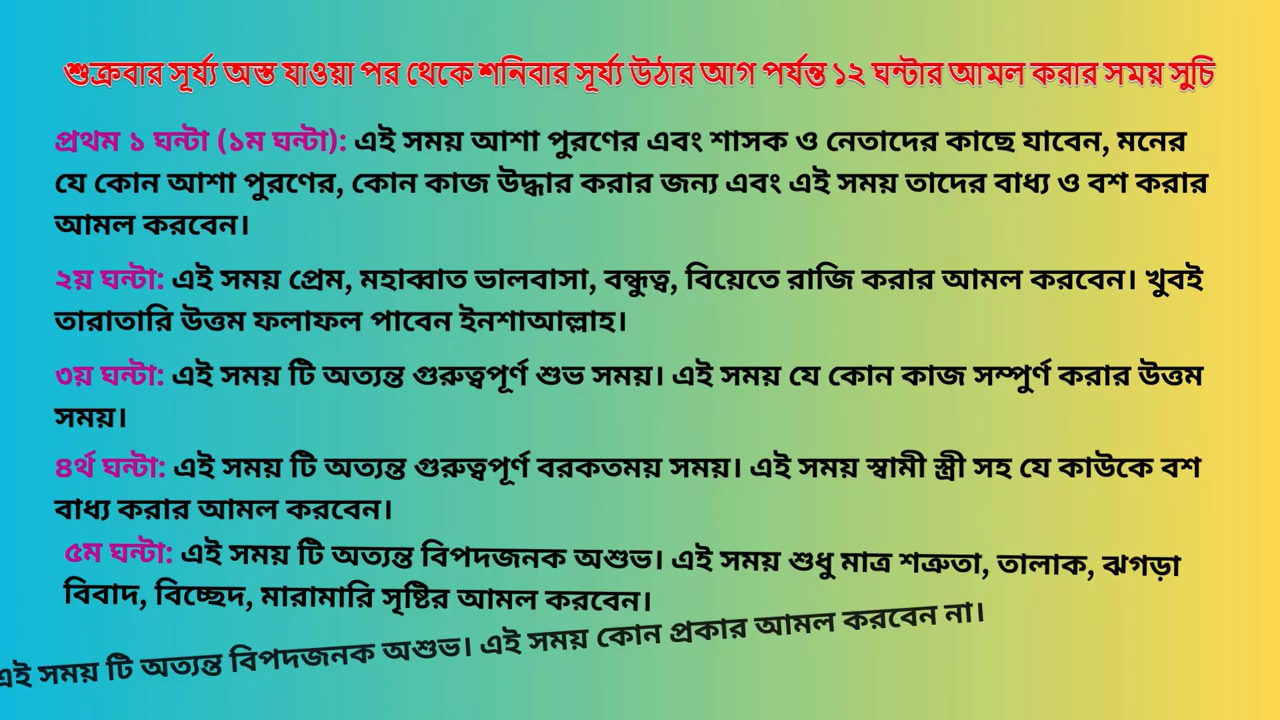 শুক্রবার সূর্য্য অস্ত যাওয়া পর থেকে শনিবার সূর্য্য উঠার আগ পর্যন্ত ১২ ঘন্টার আমল করার সময় সুচি
প্রথম ১ ঘন্টা (১ম ঘন্টা): এই সময় আশা পুরণের এবং শাসক ও নেতাদের কাছে যাবেন, মনের
যে কোন আশা পুরণের, কোন কাজ উদ্ধার করার জন্য এবং এই সময় তাদের বাধ্য ও বশ করার
আমল করবেন।
২য় ঘন্টা: এই সময় প্রেম, মহাব্বাত ভালবাসা, বন্ধুত্ব, বিয়েতে রাজি করার আমল করবেন। খুবই
তারাতারি উত্তম ফলাফল পাবেন ইনশাআল্লাহ।
৩য় ঘন্টা: এই সময় টি অত্যন্ত গুরুত্বপূর্ণ শুভ সময়। এই সময় যে কোন কাজ সম্পুর্ণ করার উত্তম
সময়।
৪র্থ ঘন্টা: এই সময় টি অত্যন্ত গুরুত্বপূর্ণ বরকতময় সময়। এই সময় স্বামী স্ত্রী সহ যে কাউকে বশ
বাধ্য করার আমল করবেন।
৫ম ঘন্টা: এই সময় টি অত্যন্ত বিপদজনক অশুভ। এই সময় শুধু মাত্র শত্রুতা, তালাক, ঝগড়া
বিবাদ, বিচ্ছেদ, মারামারি সৃষ্টির আমল করবেন।
এই সময় টি অত্যন্ত বিপদজনক অশুভ। এই সময় কোন প্রকার আমল করবেন না।